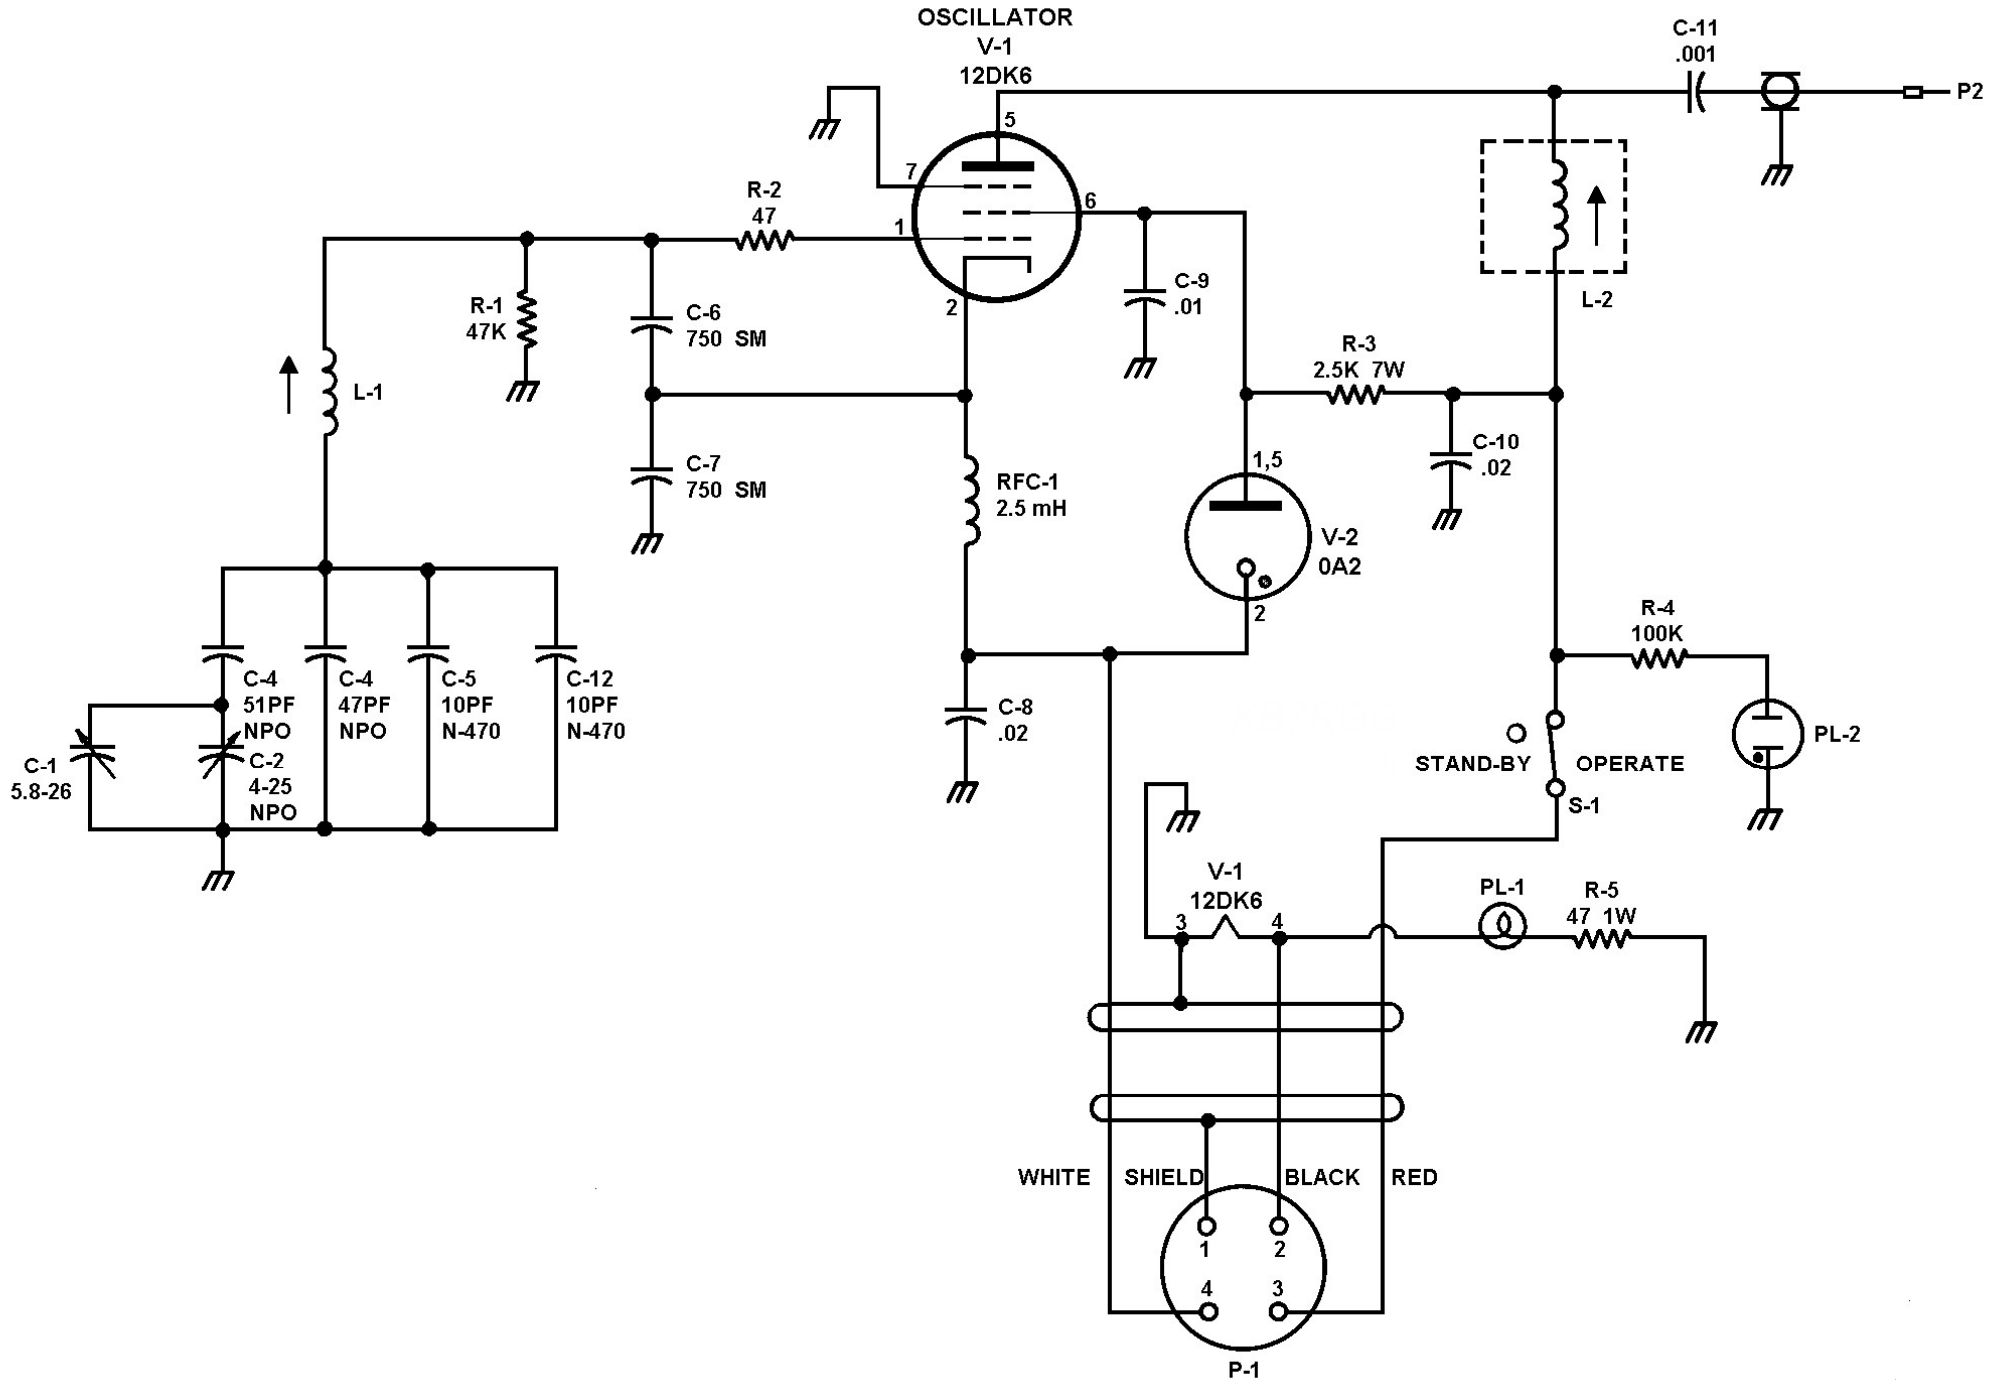 OSCILLATOR
V-1
12DK6
C-11
.001
P2
5
7
6
1
2
R-2
47
R-1
47K
C-6
750 SM
C-9
.01
L-2
R-3
2.5K 7W
L-1
C-7
750 SM
RFC-1
2.5 mH
C-10
.02
1,5
V-2
0A2
2
R-4
100K
C-4
51PF
NPO
C-4
47PF
NPO
C-5
10PF
N-470
C-12
10PF
N-470
C-8
.02
C-1
5.8-26
C-2
4-25
NPO
STAND-BY
OPERATE
S-1
PL-2
V-1
12DK6
3
4
PL-1
R-5
47 1W
WHITE
SHIELD
BLACK
RED
1
2
4
3
P-1